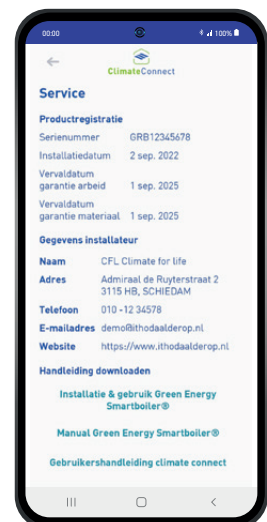 00:00 100%
ClimateConnect
Service
Productregistratie
Serienummer GRB12345678
Installatiedatum 2 sep. 2022
Vervaldatum
garantie arbeid 1 sep. 2025
Vervaldatum
garantie materiaal 1 sep. 2025
Gegevens installateur
Naam CFL Climate for life
Adres Admiraal de Ruyterstraat 2
3115 HB, SCHIEDAM
Telefoon 010 -12 34578
E-mailadres demo@ithodaalderop.nl
Website https://www.ithodaalderop.nl
Handleiding downloaden
Installatie & gebruik Green Energy
Smartboiler®
Manual Green Energy Smartboiler®
Gebruikershandleiding climate connect